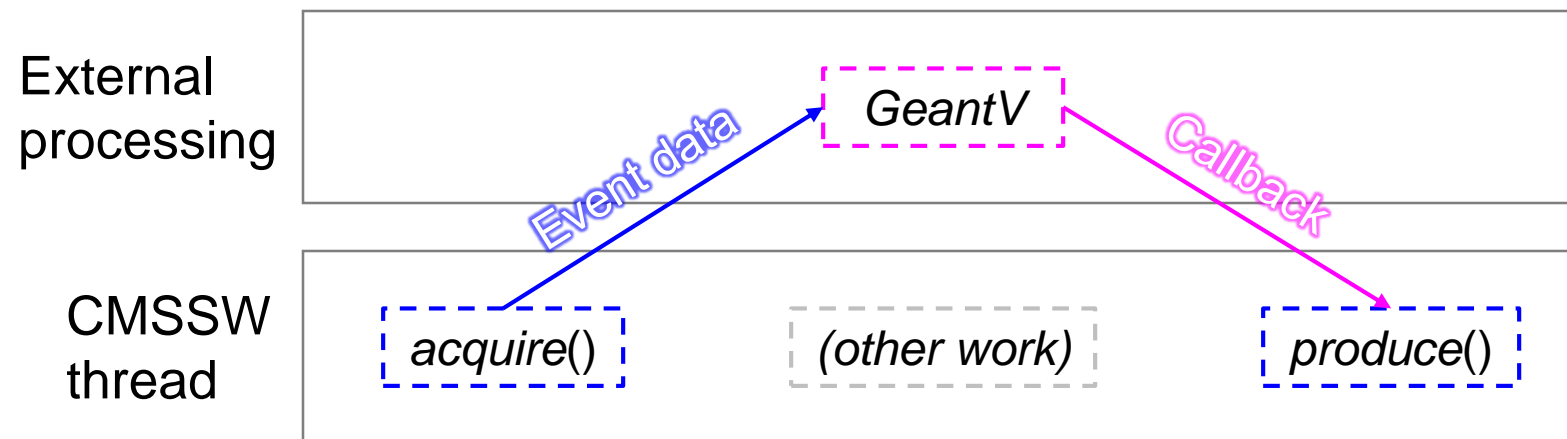 External
processing
GeantV
Event data
Callback
CMSSW
thread
acquire()
(other work)
produce()